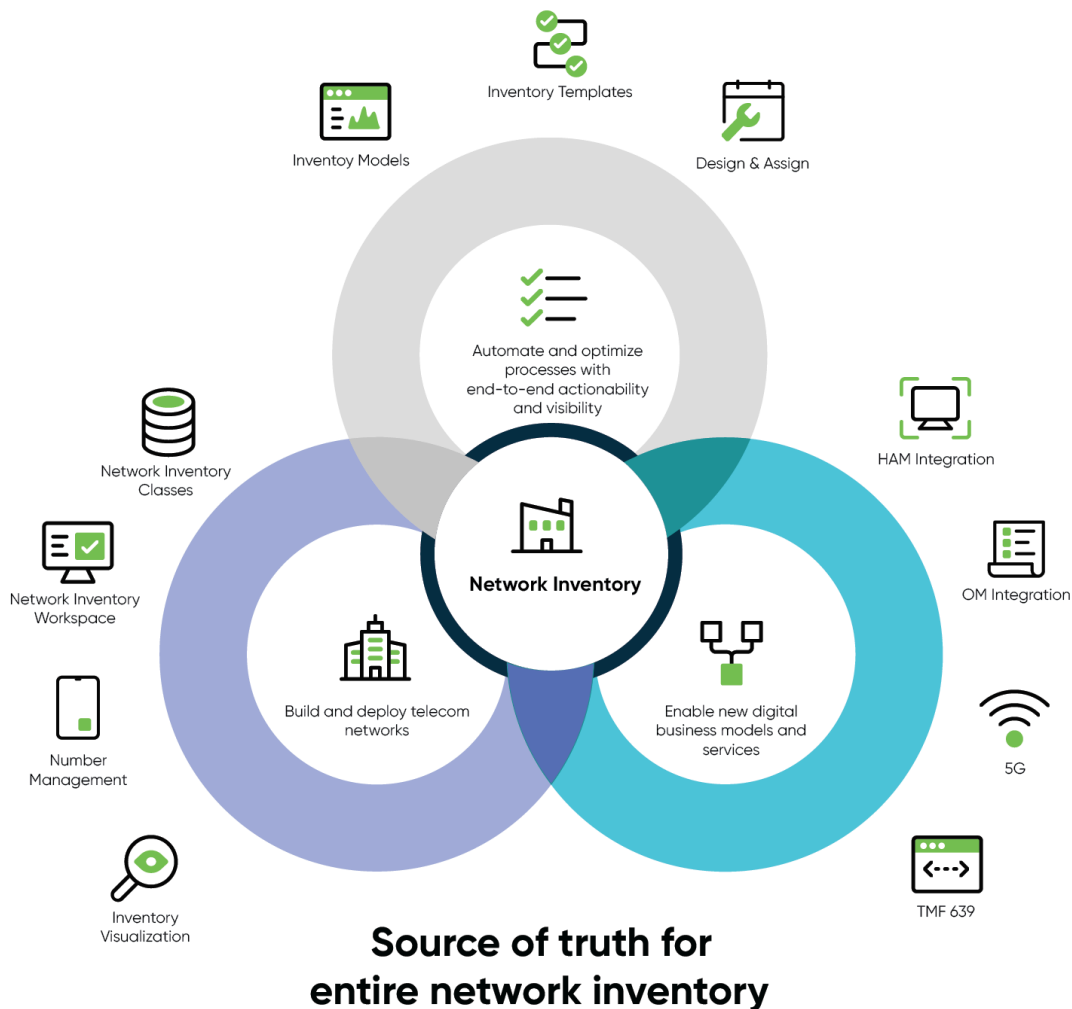 Inventory Templates
Inventoy Models
Design & Assign
Automate and optimize
processes with
end-to-end actionability
and visibility
Network Inventory
Classes
HAM Integration
Network Inventory
Network Inventory
Workspace
OM Integration
Build and deploy telecom
networks
Enable new digital
business models and
services
Number
Management
5G
Inventory
Visualization
TMF 639
Source of truth for
entire network inventory